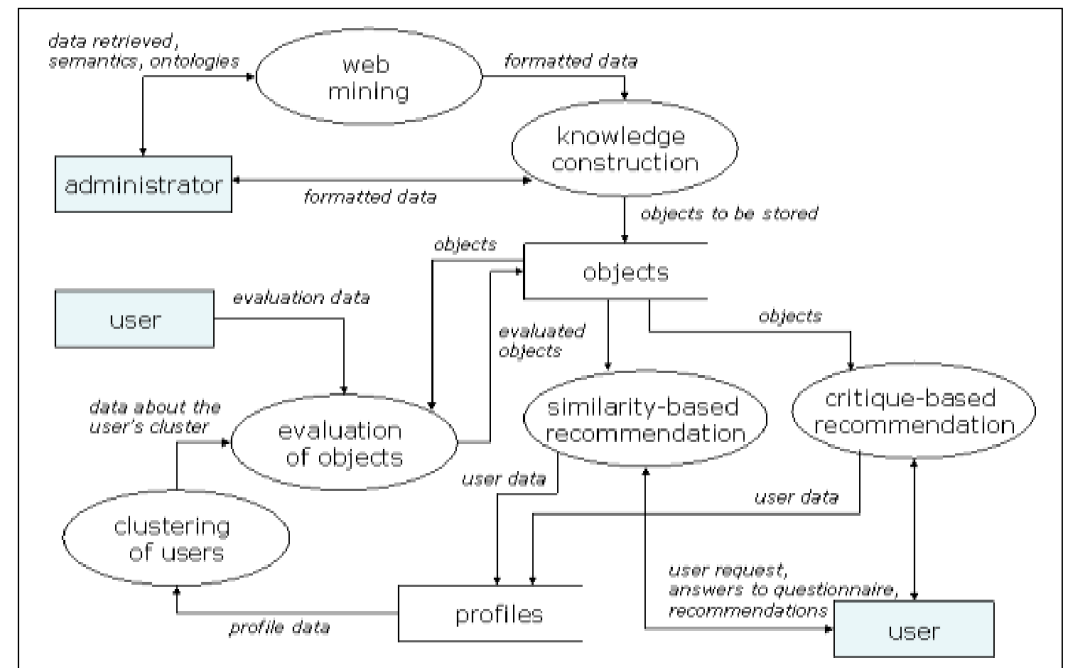 data retrieved,
semantics, ontologies
web
mining
formatted data
knowledge
construction
administrator
formatted data
objects to be stored
objects
objects
user
evaluation data
evaluated
objects
objects
data about the
user's cluster
evaluation
of objects
similarity-based
recommendation
critique-based
recommendation
user data
user data
clustering
of users
user request,
answers to questionnaire,
recommendations
profiles
profile data
user